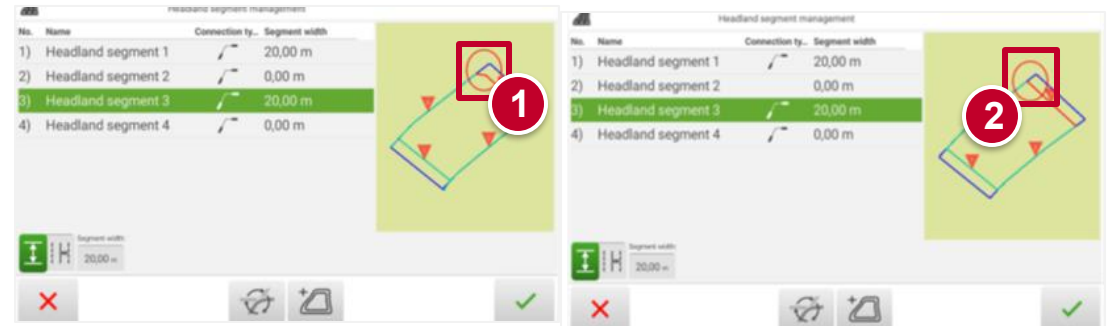 Headland segment management
No. Name Connection ty... Segment width
1) Headland segment 1 20,00 m
2) Headland segment 2 0,00 m
3) Headland segment 3 20,00 m
4) Headland segment 4 0,00 m
1
Segment width
20,00 m
Headland segment management
No. Name Connection ty... Segment width
1) Headland segment 1 20,00 m
2) Headland segment 2 0,00 m
3) Headland segment 3 20,00 m
4) Headland segment 4 0,00 m
2
Segment width
20,00 m